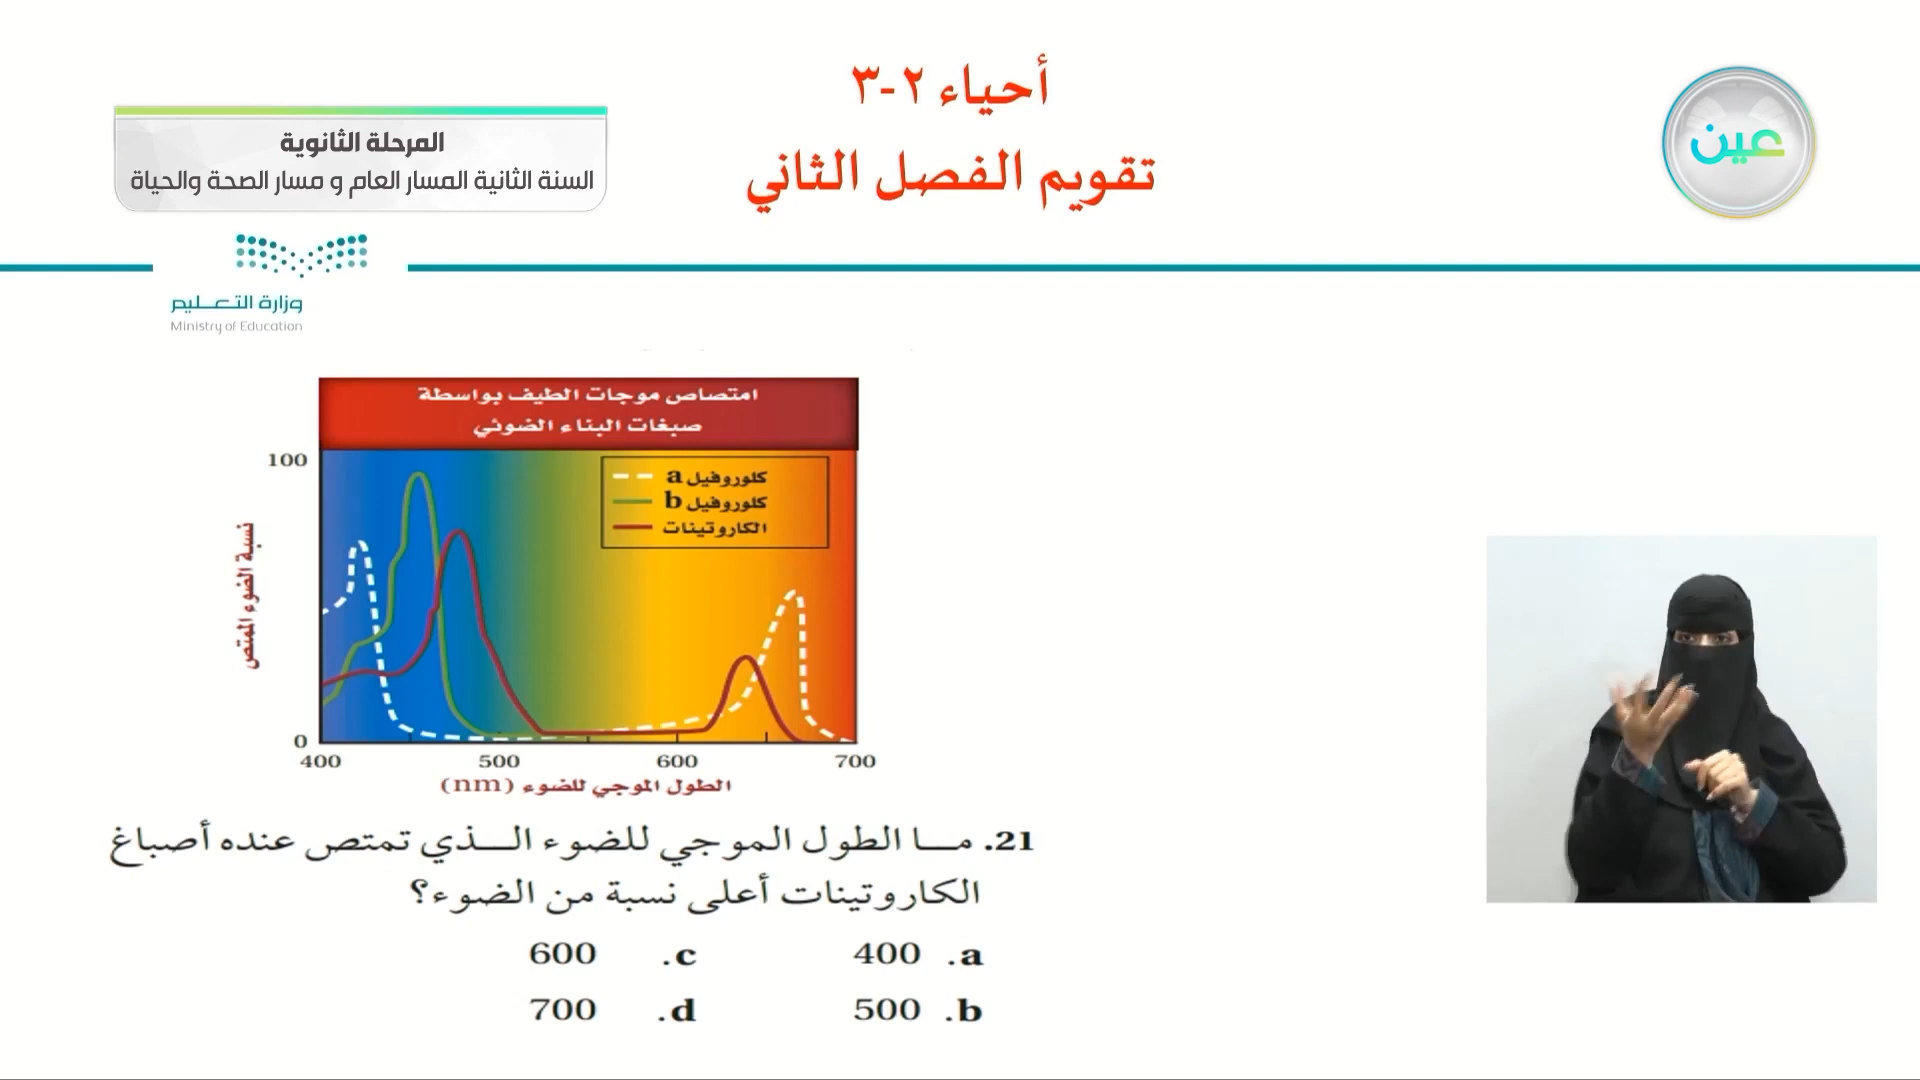 أحياء ٢-٣
تقويم الفصل الثاني
عين
المرحلة الثانوية
السنة الثانية المسار العام و مسار الصحة والحياة
وزارة التعليم
Ministry of Education
امتصاص موجات الطيف بواسطة
صبغات البناء الضوئي
كلوروفيل a
كلوروفيل b
الكاروتينات
نسبة الضوء الممتص
100
0
400 500 600 700
الطول الموجي للضوء (nm)
21. مـا الطول الموجي للضوء الـذي تمتص عنده أصباغ
الكاروتينات أعلى نسبة من الضوء؟
a. 400 c. 600
b. 500 d. 700